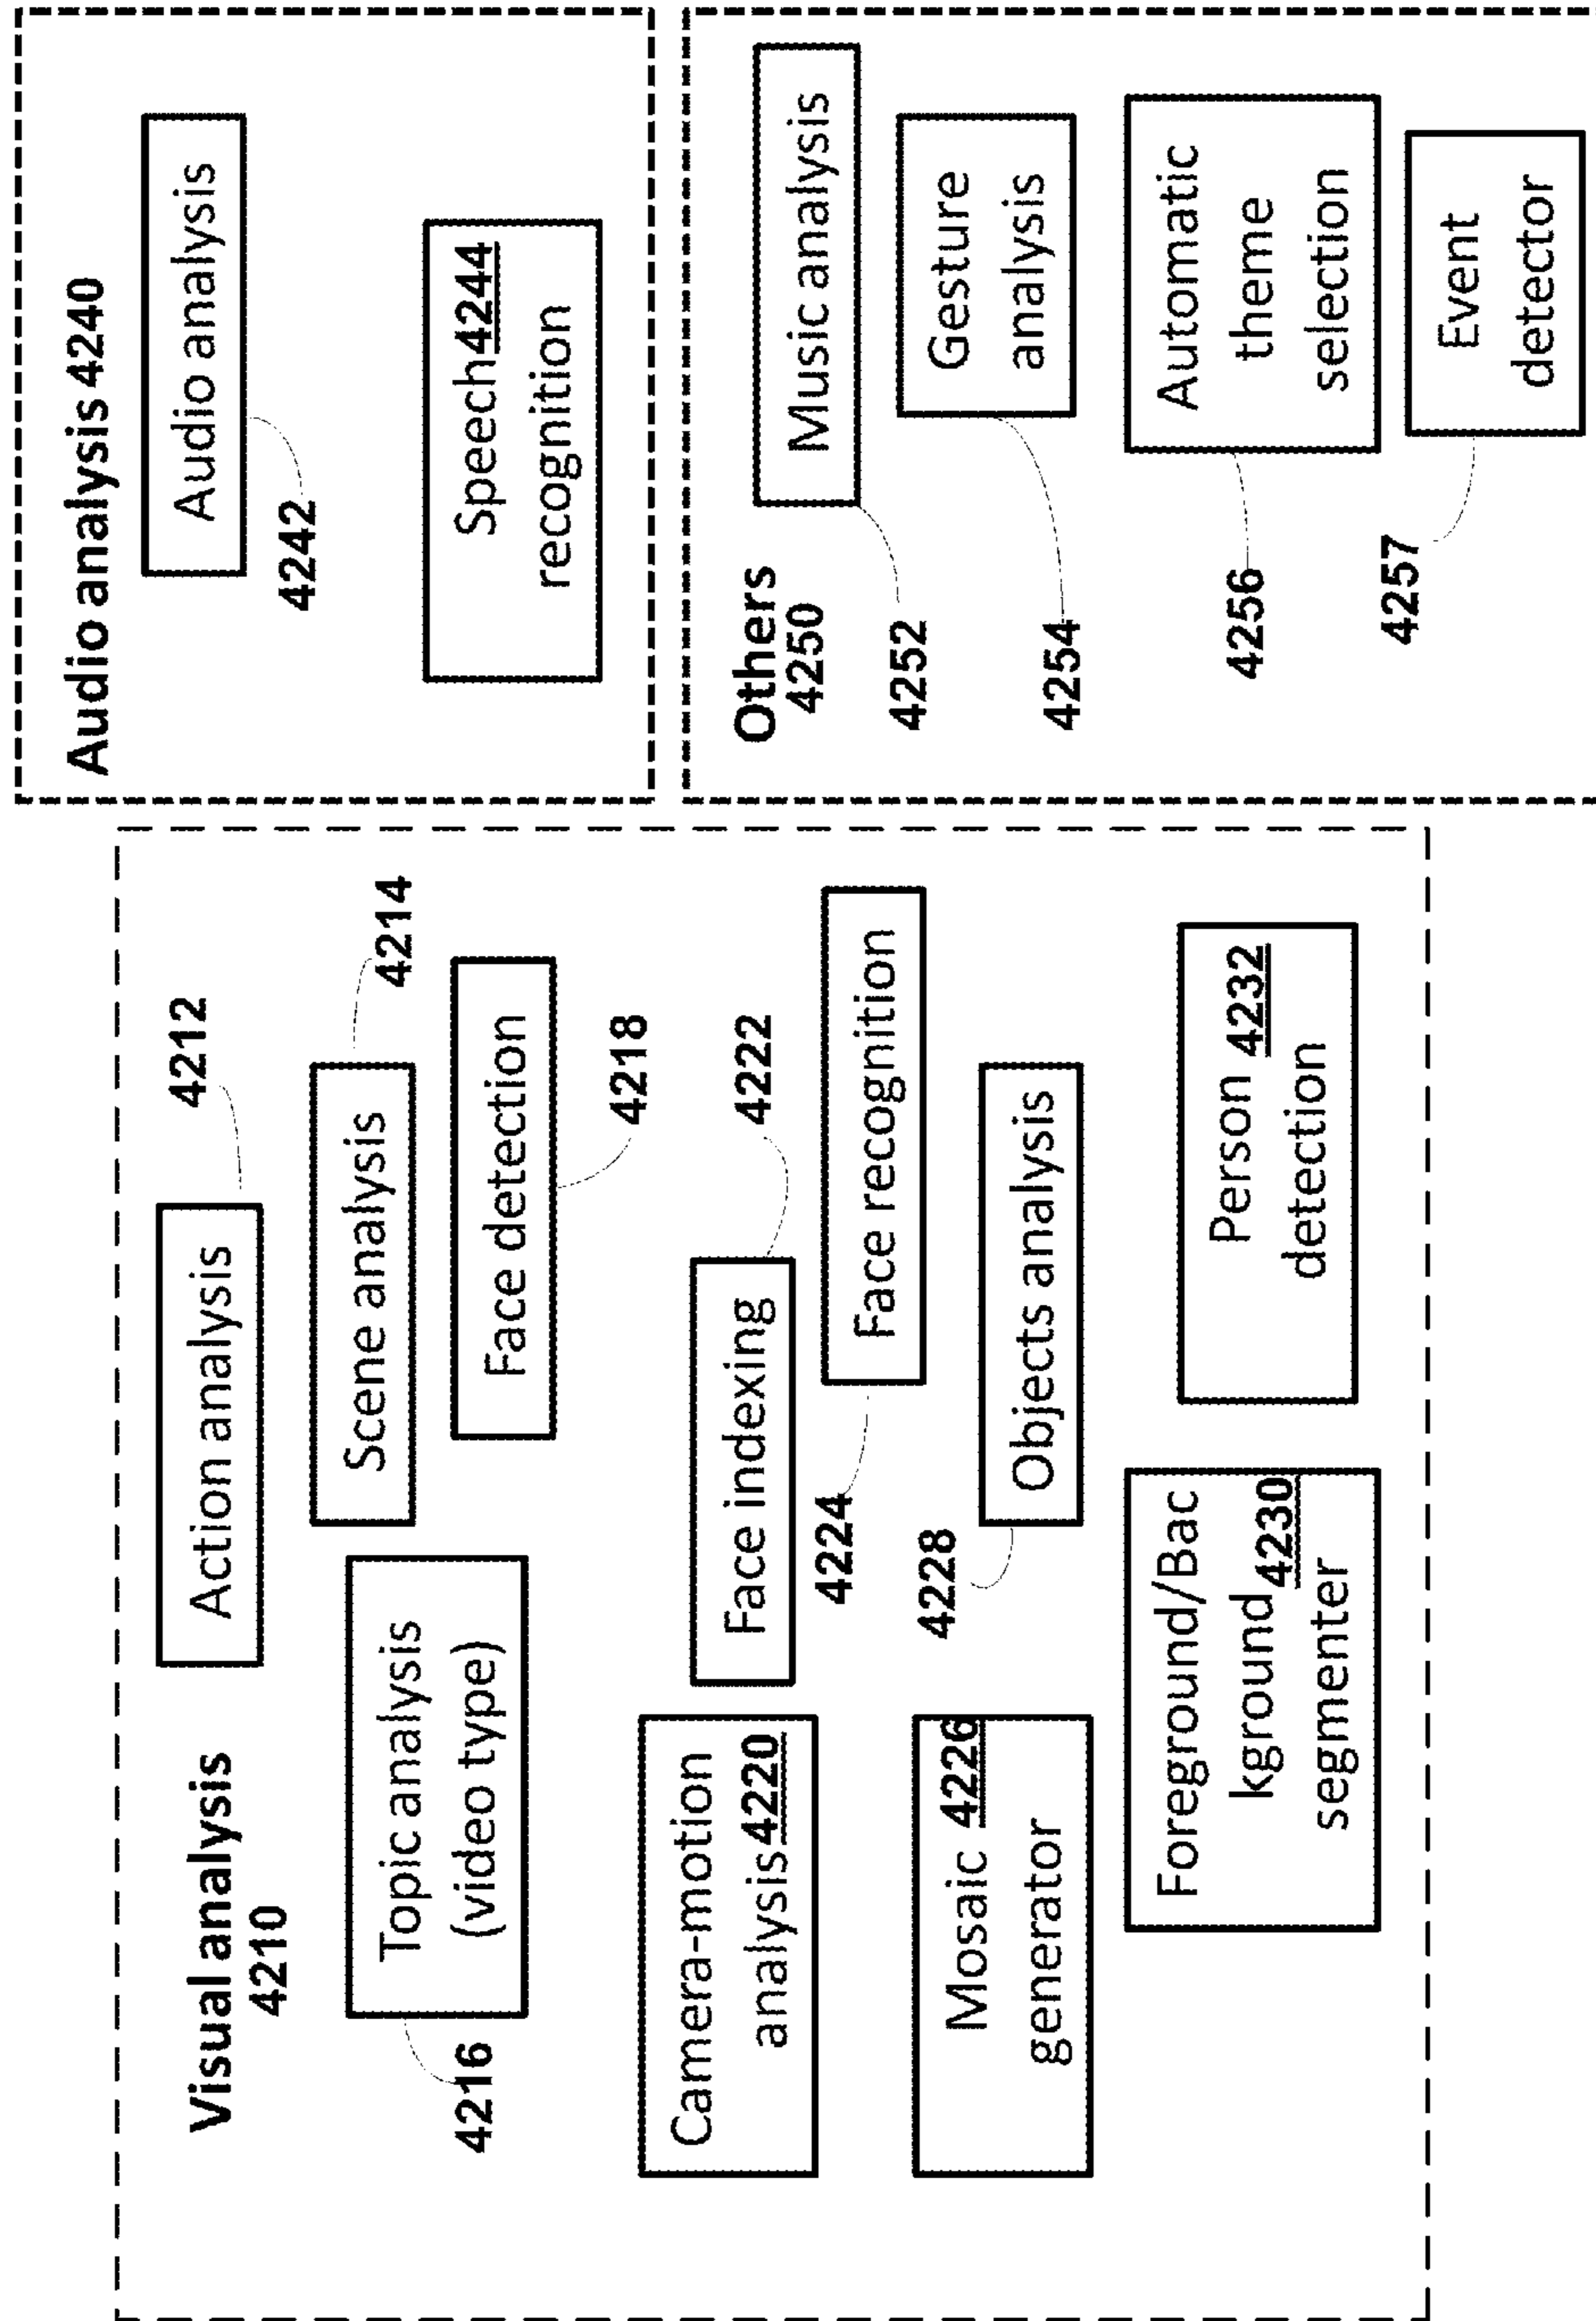 Visual analysis
4210
Action analysis
4212
Topic analysis
(video type)
4216
Scene analysis
4214
Face detection
4218
Camera-motion
analysis 4220
Face indexing
4222
Face recognition
4224
Mosaic 4226
generator
Objects analysis
4228
Foreground/Bac
kground 4230
segmenter
Person 4232
detection
Audio analysis 4240
Audio analysis
4242
Speech 4244
recognition
Others
4250
Music analysis
4252
Gesture
analysis
4254
Automatic
theme
selection
4256
Event
detector
4257